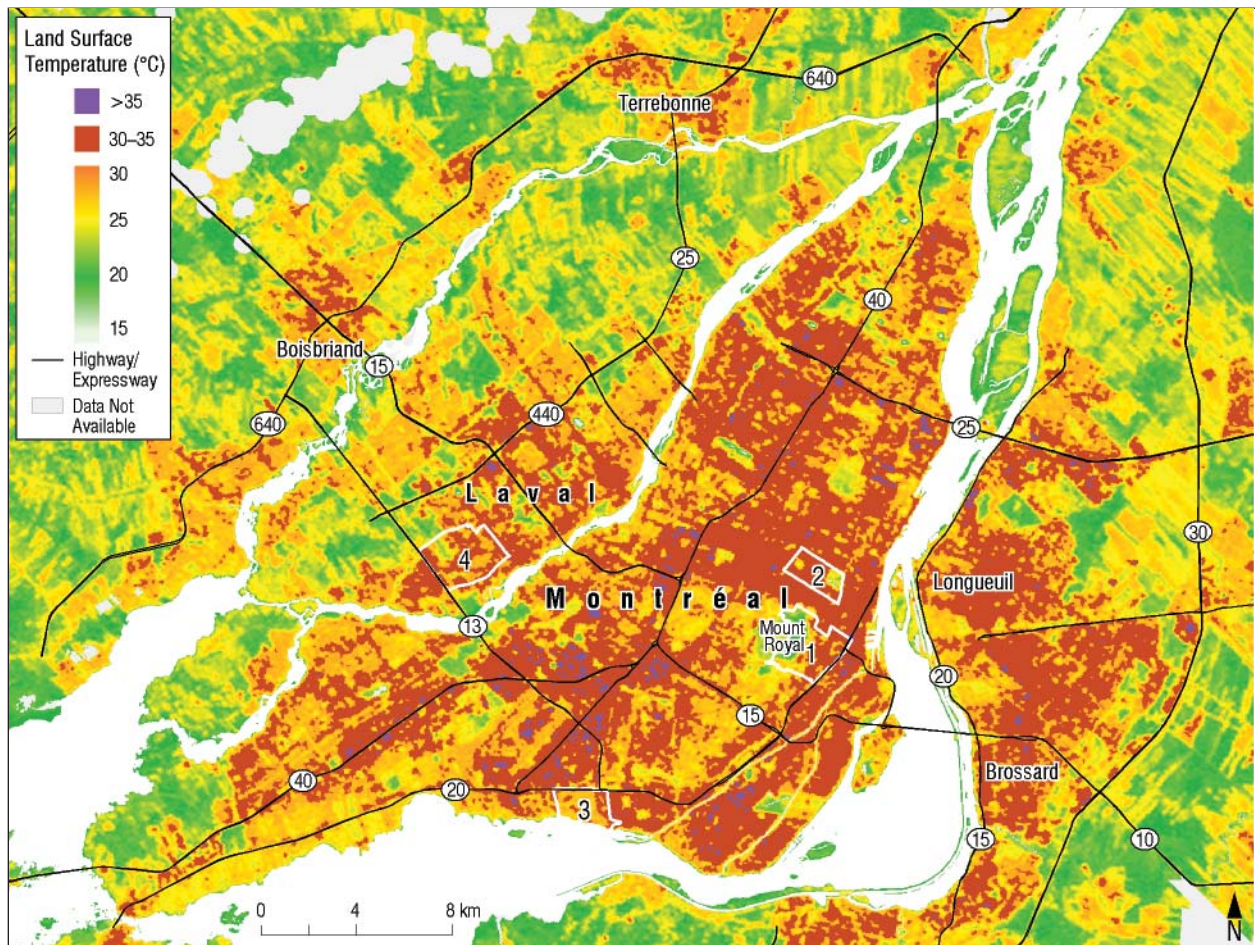 Land Surface
Temperature (°C)
>35
30–35
30
25
20
15
Highway/
Expressway
Data Not
Available
640
Terrebonne
25
40
Boisbriand
15
640
440
25
Laval
30
4
2
Longueuil
Montréal
13
Mount
Royal
1
20
15
Brossard
40
20
3
15
10
0 4 8 km
N